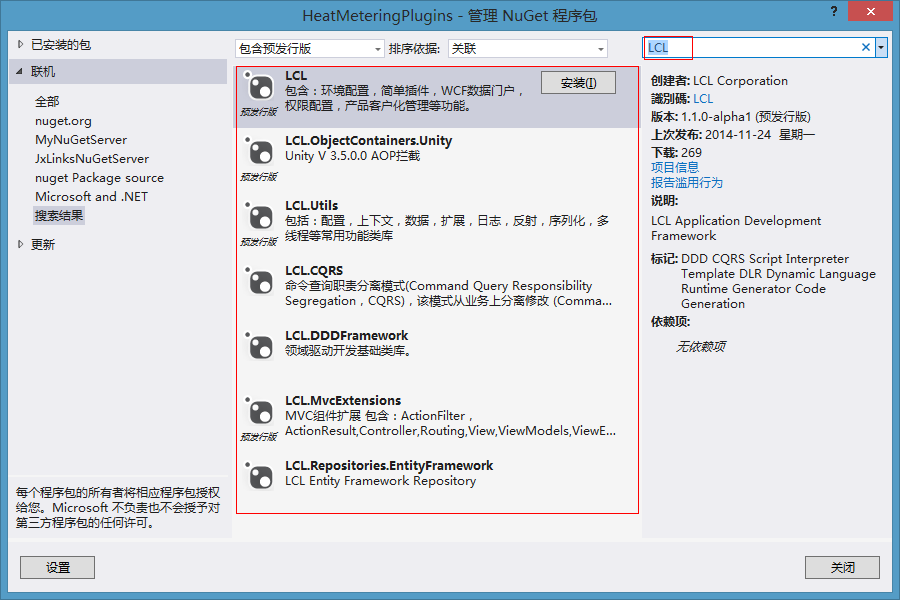 HeatMeteringPlugins - 管理 NuGet 程序包
?
已安装的包
联机
全部
nuget.org
MyNuGetServer
JxLinksNuGetServer
nuget Package source
Microsoft and .NET
搜索结果
更新
每个程序包的所有者将相应程序包授权
给您。Microsoft 不负责也不会授予对
第三方程序包的任何许可。
包含预发行版 排序依据: 关联
LCL
安装(I)
包含：环境配置，简单插件，WCF数据门户，
权限配置，产品客户化管理等功能。
预发行版
LCL.ObjectContainers.Unity
Unity V 3.5.0.0 AOP拦截
预发行版
LCL.Utils
包括：配置，上下文，数据，扩展，日志，反射，序列化，多
线程等常用功能类库
预发行版
LCL.CQRS
命令查询职责分离模式(Command Query Responsibility
Segregation，CQRS)，该模式从业务上分离修改 (Comma...
LCL.DDDFramework
领域驱动开发基础类库。
LCL.MvcExtensions
MVC组件扩展 包含：ActionFilter，
ActionResult,Controller,Routing,View,ViewModels,ViewE...
预发行版
LCL.Repositories.EntityFramework
LCL Entity Framework Repository
LCL
创建者: LCL Corporation
識別碼: LCL
版本: 1.1.0-alpha1 (预发行版)
上次发布: 2014-11-24 星期一
下载: 269
项目信息
报告滥用行为
说明:
LCL Application Development
Framework
标记: DDD CQRS Script Interpreter
Template DLR Dynamic Language
Runtime Generator Code
Generation
依赖项:
无依赖项
设置
关闭